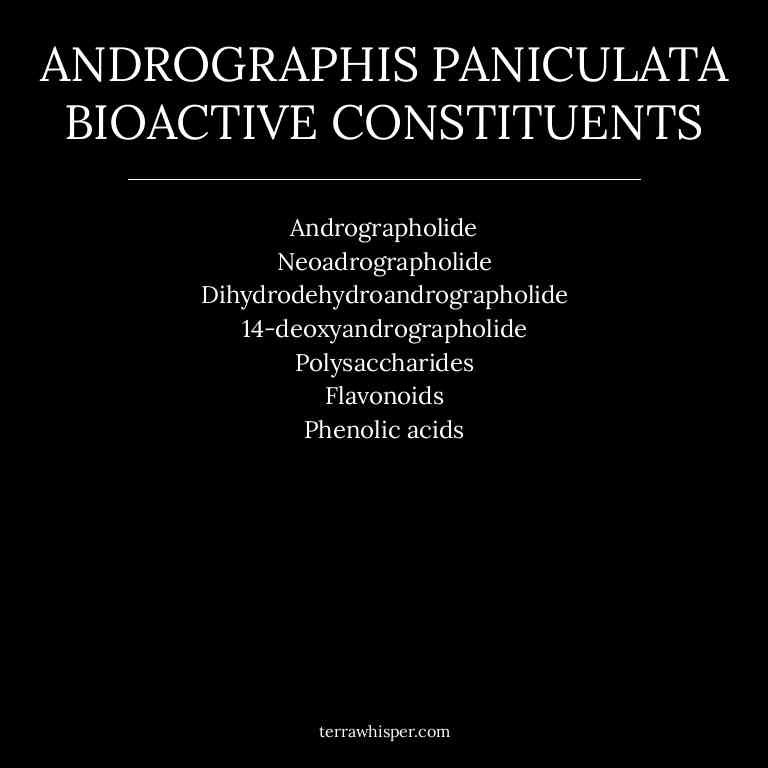 ANDROGRAPHIS PANICULATA
BIOACTIVE CONSTITUENTS
Andrographolide
Neoadrographolide
Dihydrodehydroandrographolide
14-deoxyandrographolide
Polysaccharides
Flavonoids
Phenolic acids
terrawhisper.com